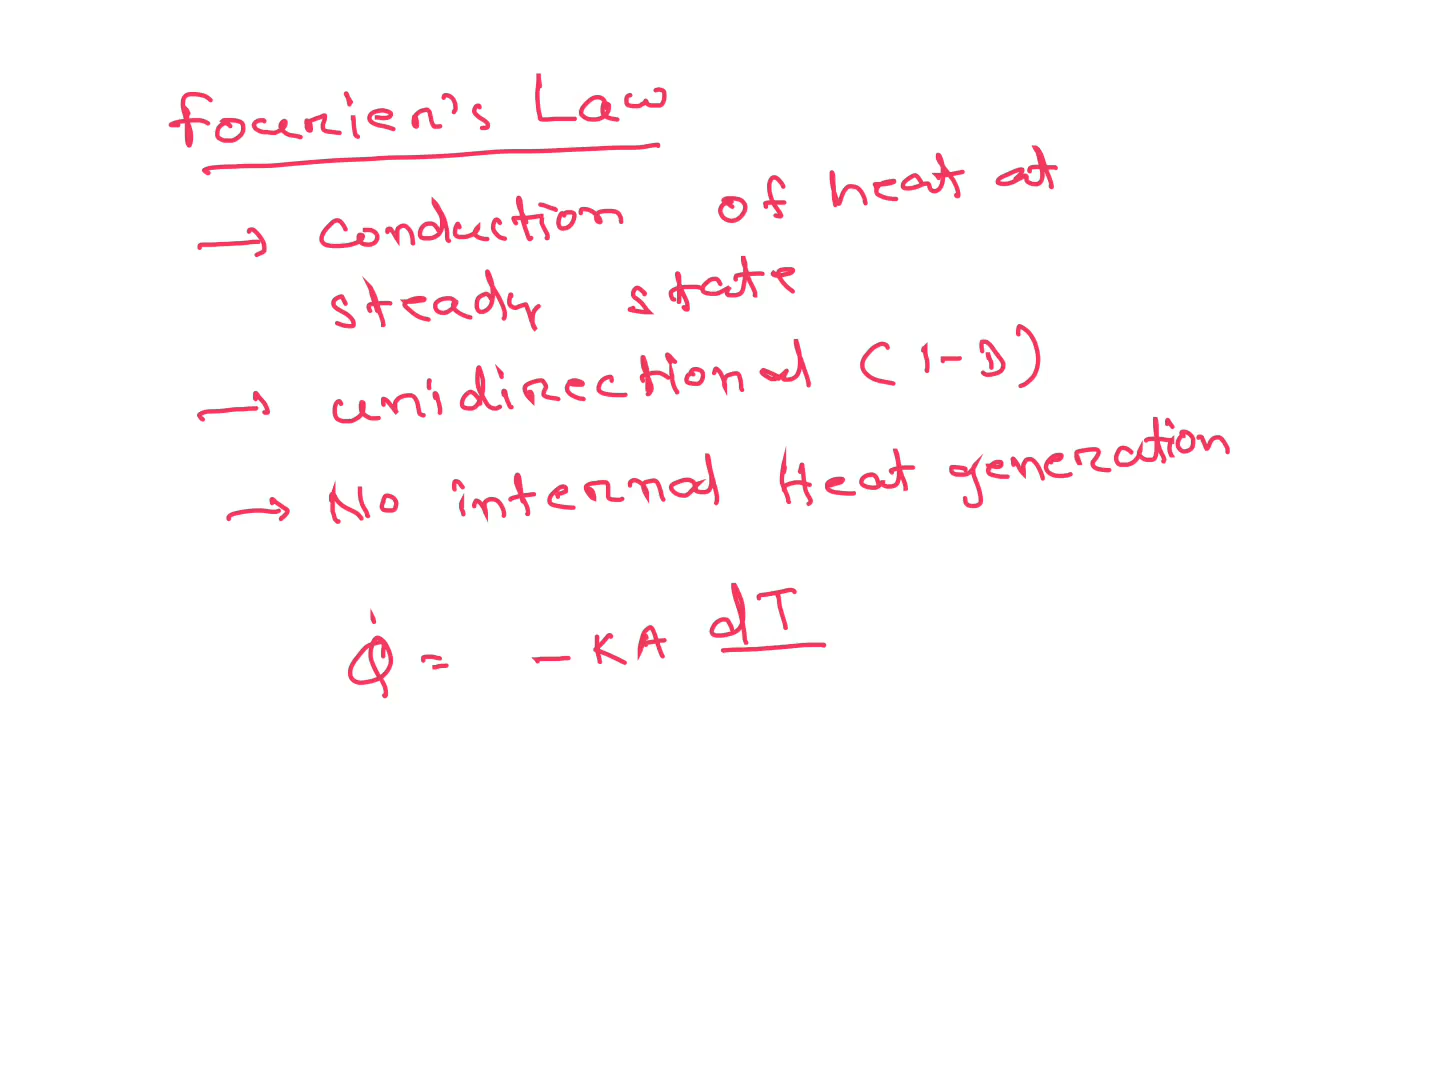 Fourier's Law
→ conduction of heat at
steady state
→ unidirectional (1-D)
→ No internal Heat generation
Q̇ = -KA dT